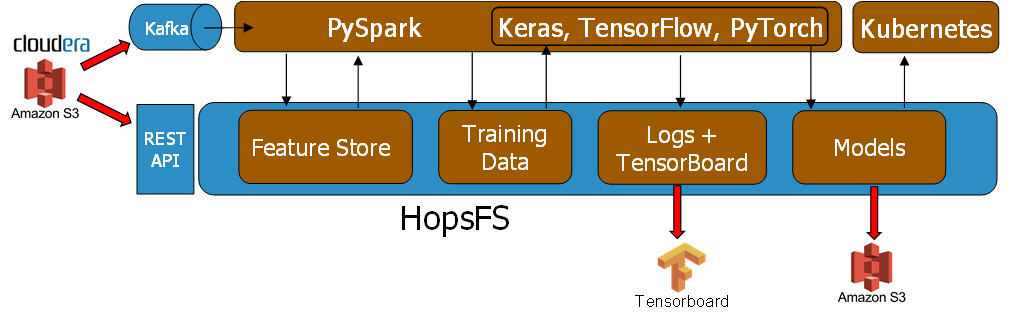 cloudera
Amazon S3
Kafka
PySpark
Keras, TensorFlow, PyTorch
Kubernetes
REST
API
Feature Store
Training
Data
Logs +
TensorBoard
Models
HopsFS
Tensorboard
Amazon S3